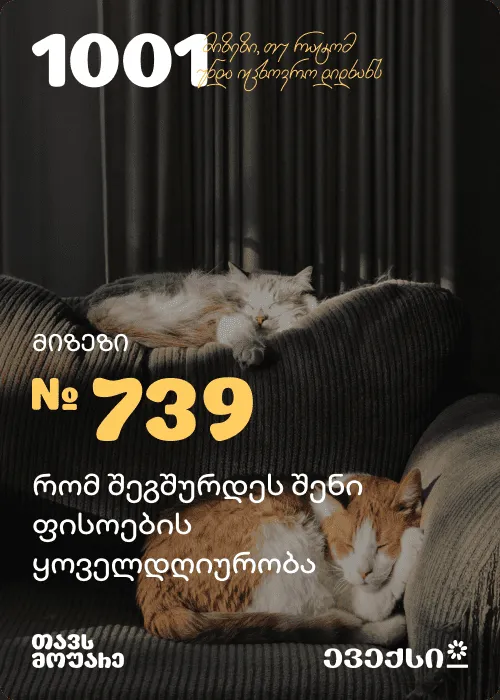 1001 მიზეზი, თუ რატომ
უნდა იცხოვრო დიდხანს
მიზეზი
№ 739
რომ შეგშურდეს შენი
ფისოების
ყოველდღიურობა
თავს
მოუარე
ევექსი